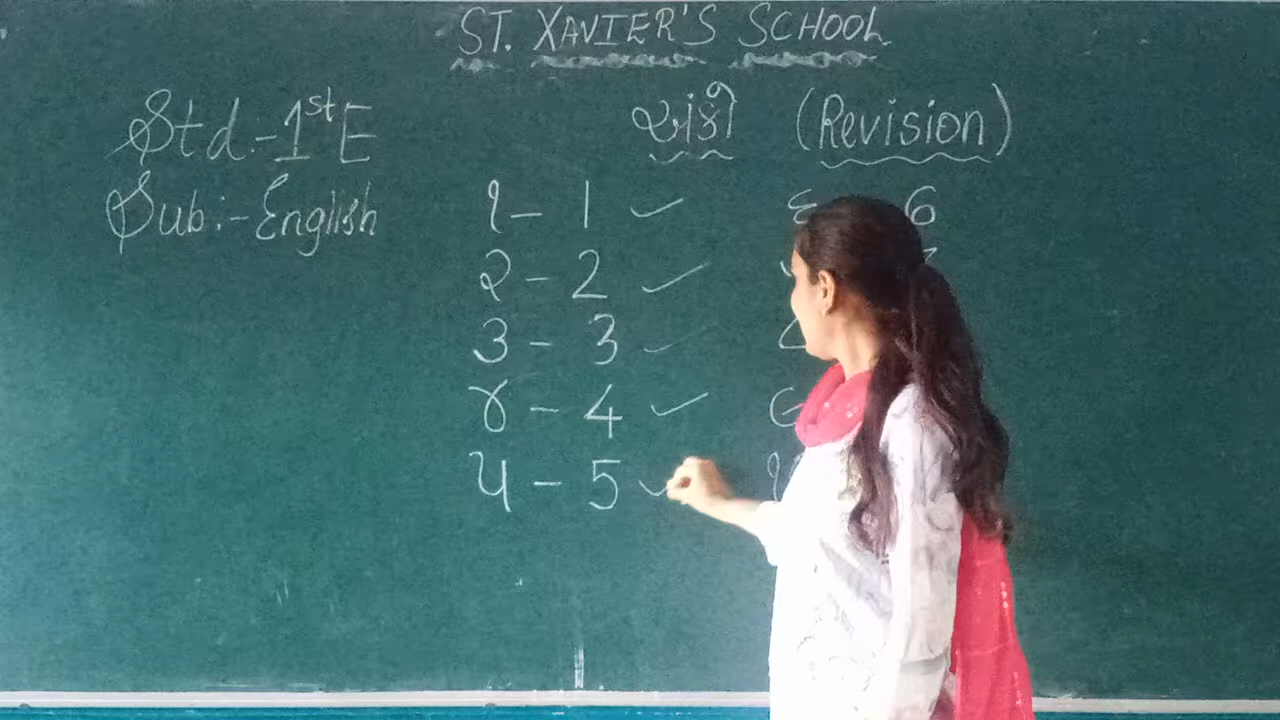 ST. XAVIER'S SCHOOL
Std:- 1st E
Sub:- English
અંકો (Revision)
૧ – 1 ✓ ૬ 6
૨ – 2 ✓
૩ – 3 ✓
૪ – 4 ✓
૫ – 5 ✓